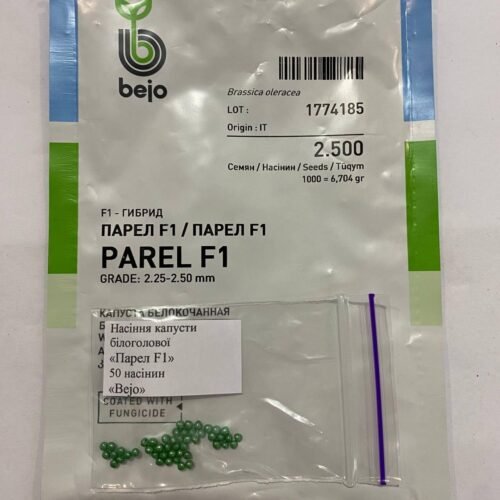 bejo
Brassica oleracea
LOT : 1774185
Origin : IT
2.500
Семян / Насінин / Seeds / Túqym
1000 = 6,704 gr
F1 - ГИБРИД
ПАРЕЛ F1 / ПАРЕЛ F1
PAREL F1
GRADE: 2.25-2.50 mm
КАПУСТА БЕЛОКОЧАННАЯ
Насіння капусти
білоголової
«Парел F1»
50 насінин
«Bejo»
COATED WITH
FUNGICIDE